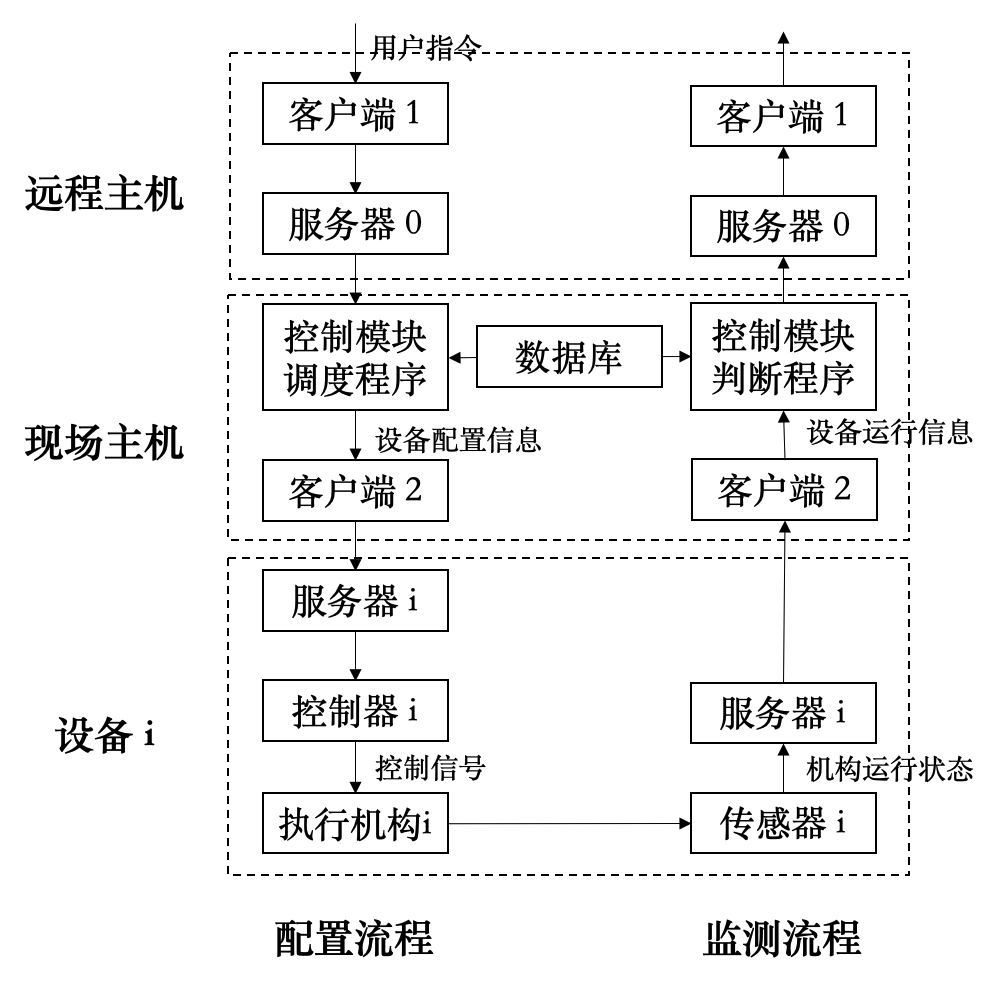 用户指令
客户端 1
客户端 1
远程主机
服务器 0
服务器 0
控制模块
调度程序
数据库
控制模块
判断程序
现场主机
设备配置信息
设备运行信息
客户端 2
客户端 2
服务器 i
设备 i
控制器 i
服务器 i
控制信号
机构运行状态
执行机构i
传感器 i
配置流程
监测流程